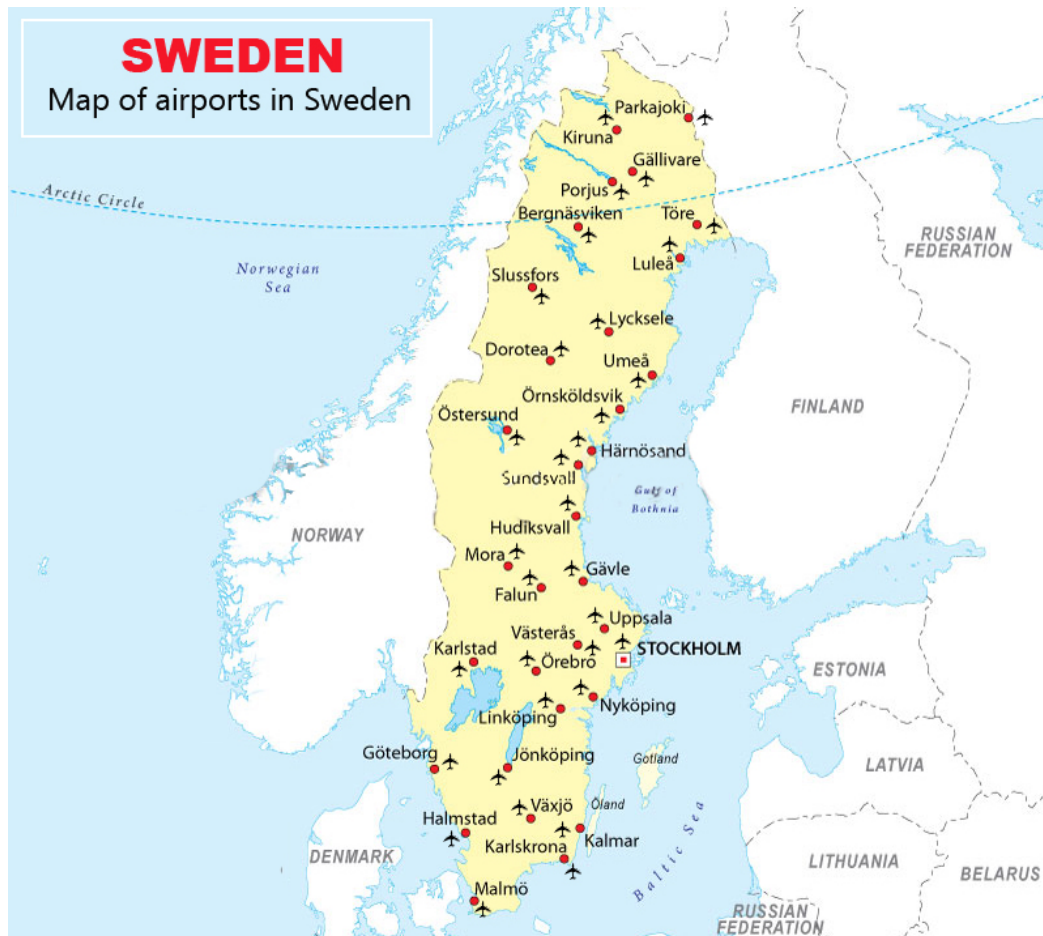 SWEDEN
Map of airports in Sweden
Parkajoki
Kiruna
Gällivare
Porjus
Arctic Circle
Bergnäsviken
Töre
RUSSIAN
FEDERATION
Luleå
Norwegian
Sea
Slussfors
Lycksele
Dorotea
Umeå
Örnsköldsvik
FINLAND
Östersund
Härnösand
Sundsvall
Gulf of
Bothnia
Hudiksvall
NORWAY
Mora
Gävle
Falun
Uppsala
Västerås
STOCKHOLM
Karlstad
Örebro
ESTONIA
Nyköping
Linköping
Göteborg
Jönköping
Gotland
LATVIA
Växjö
Öland
Halmstad
Kalmar
Karlskrona
Baltic Sea
DENMARK
LITHUANIA
BELARUS
Malmö
RUSSIAN
FEDERATION